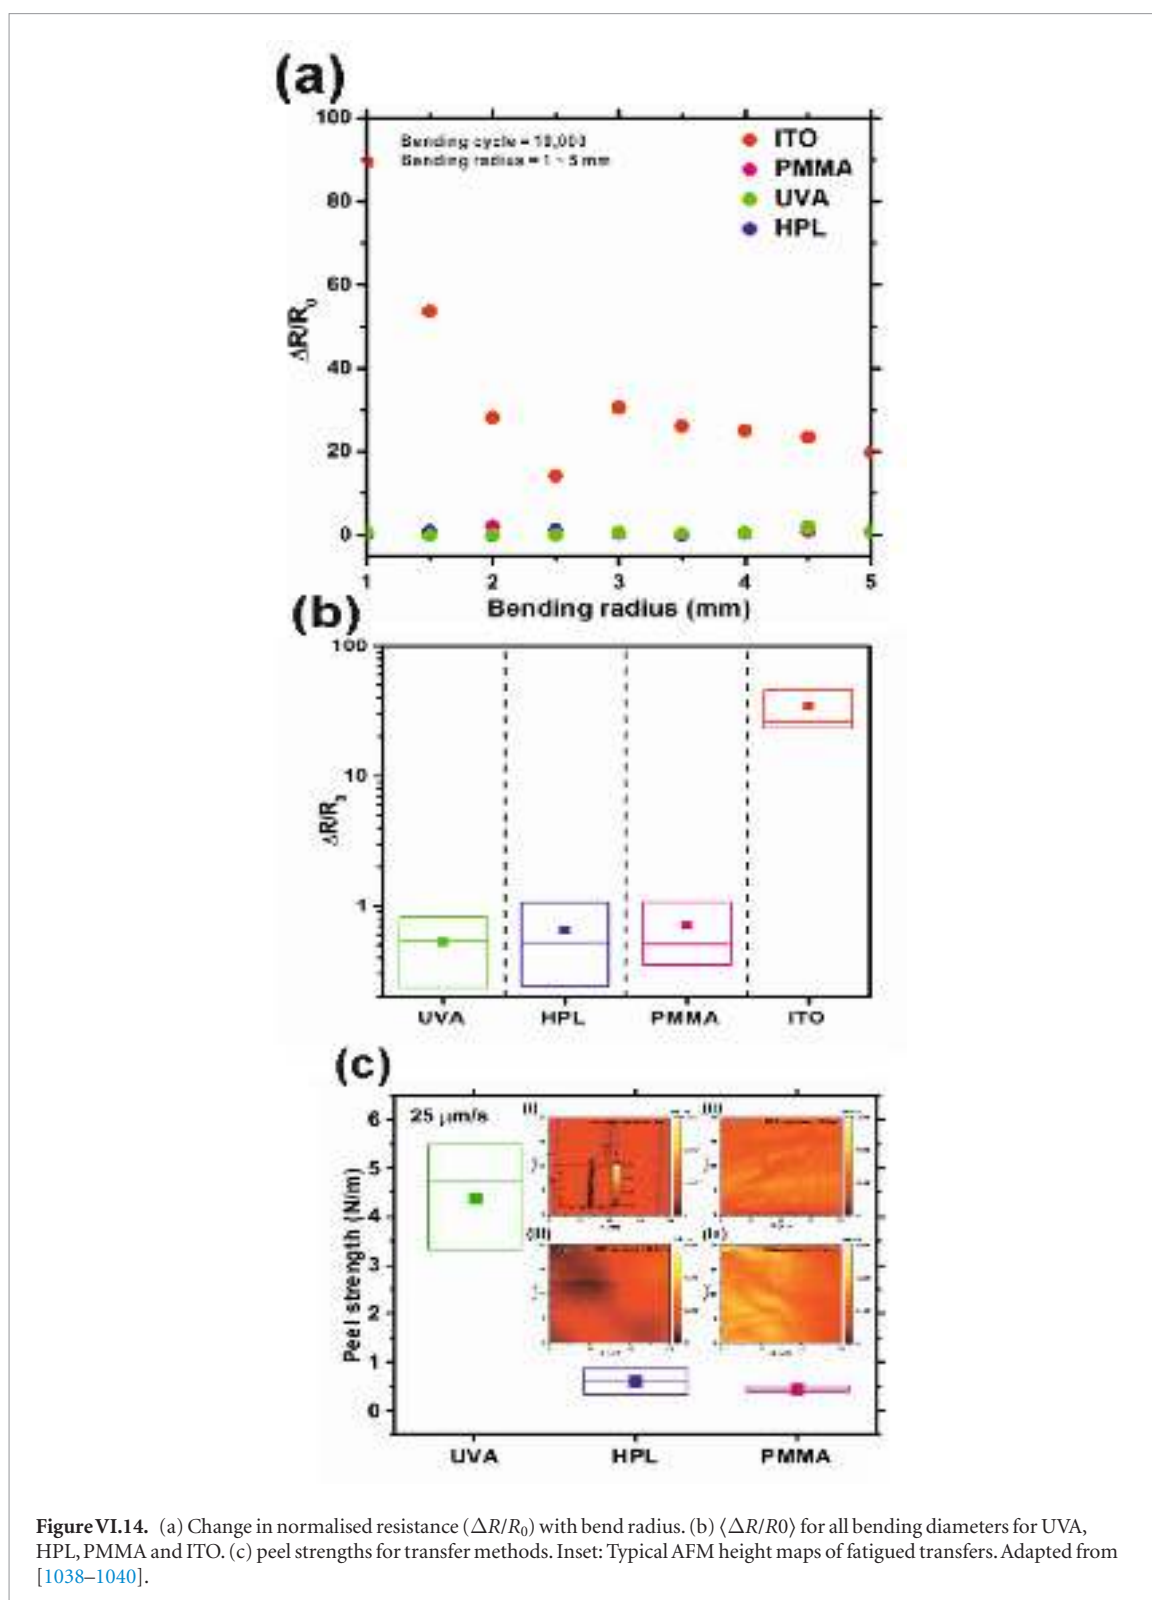 (a)
100
80
60
40
20
0
ΔR/R0
Bending cycle = 10,000
Bending radius = 1 ~ 5 mm
ITO
PMMA
UVA
HPL
1 2 3 4 5
Bending radius (mm)
(b)
100
10
1
UVA HPL PMMA ITO
(c)
25 μm/s
6
5
4
3
2
1
0
Peel strength (N/m)
UVA HPL PMMA
Figure VI.14. (a) Change in normalised resistance (ΔR/R0) with bend radius. (b) ⟨ΔR/R0⟩ for all bending diameters for UVA,
HPL, PMMA and ITO. (c) peel strengths for transfer methods. Inset: Typical AFM height maps of fatigued transfers. Adapted from
[1038–1040].